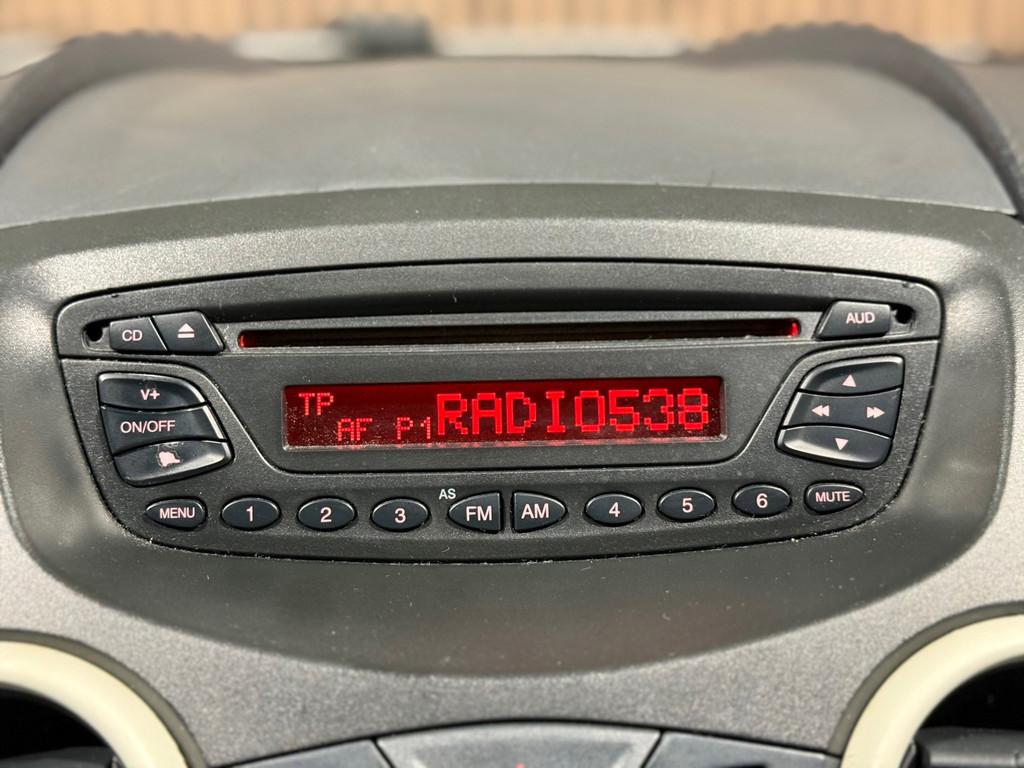 CD
AUD
V+
ON/OFF
TP
AF P1
RADIO538
MENU
1
2
3
AS
FM
AM
4
5
6
MUTE